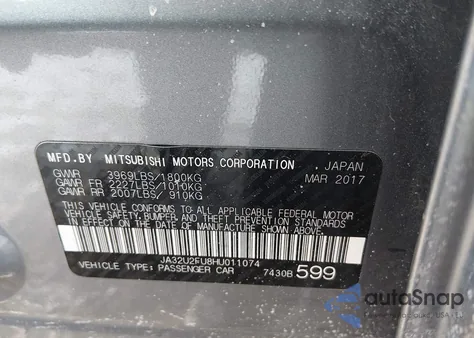 MFD.BY MITSUBISHI MOTORS CORPORATION JAPAN
GVWR 3969LBS/1800KG MAR 2017
GAWR FR 2227LBS/1010KG
GAWR RR 2007LBS/ 910KG
THIS VEHICLE CONFORMS TO ALL APPLICABLE FEDERAL MOTOR
VEHICLE SAFETY, BUMPER, AND THEFT PREVENTION STANDARDS
IN EFFECT ON THE DATE OF MANUFACTURE SHOWN ABOVE.
JA32U2FU8HU011074
VEHICLE TYPE: PASSENGER CAR 7430B 599
autoSnap